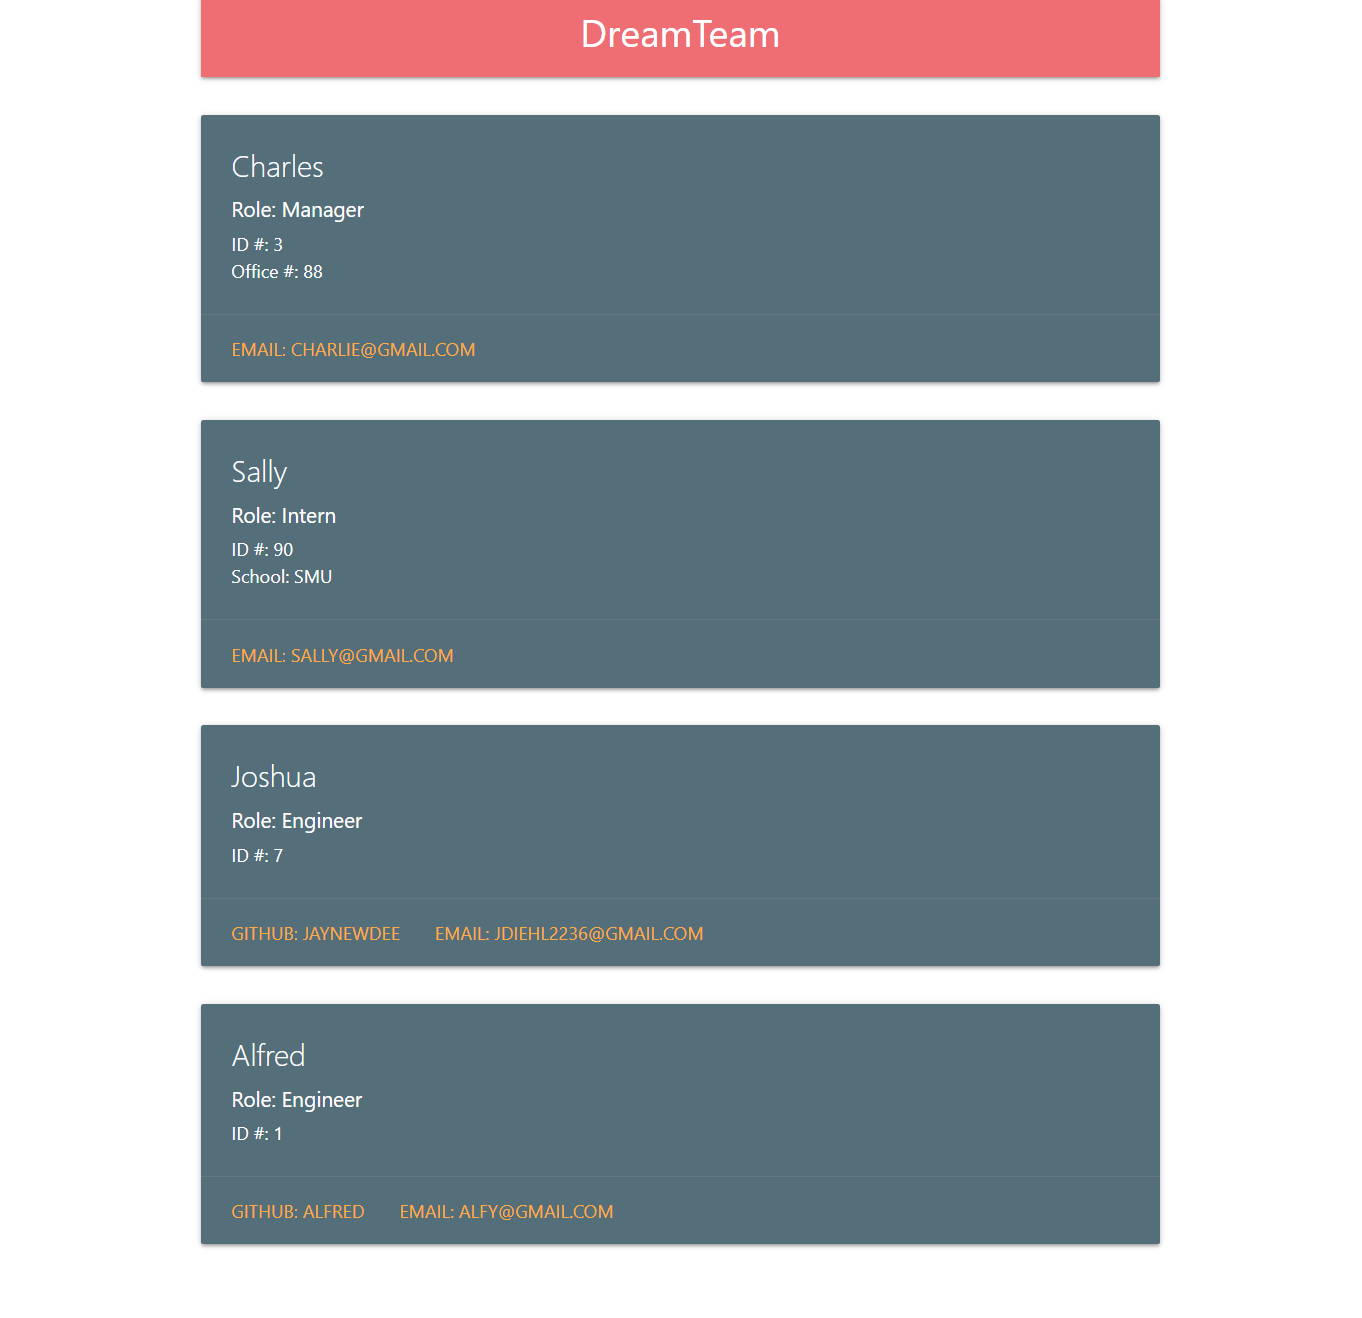 DreamTeam
Charles
Role: Manager
ID #: 3
Office #: 88
EMAIL: CHARLIE@GMAIL.COM
Sally
Role: Intern
ID #: 90
School: SMU
EMAIL: SALLY@GMAIL.COM
Joshua
Role: Engineer
ID #: 7
GITHUB: JAYNEWDEE EMAIL: JDIEHL2236@GMAIL.COM
Alfred
Role: Engineer
ID #: 1
GITHUB: ALFRED EMAIL: ALFY@GMAIL.COM